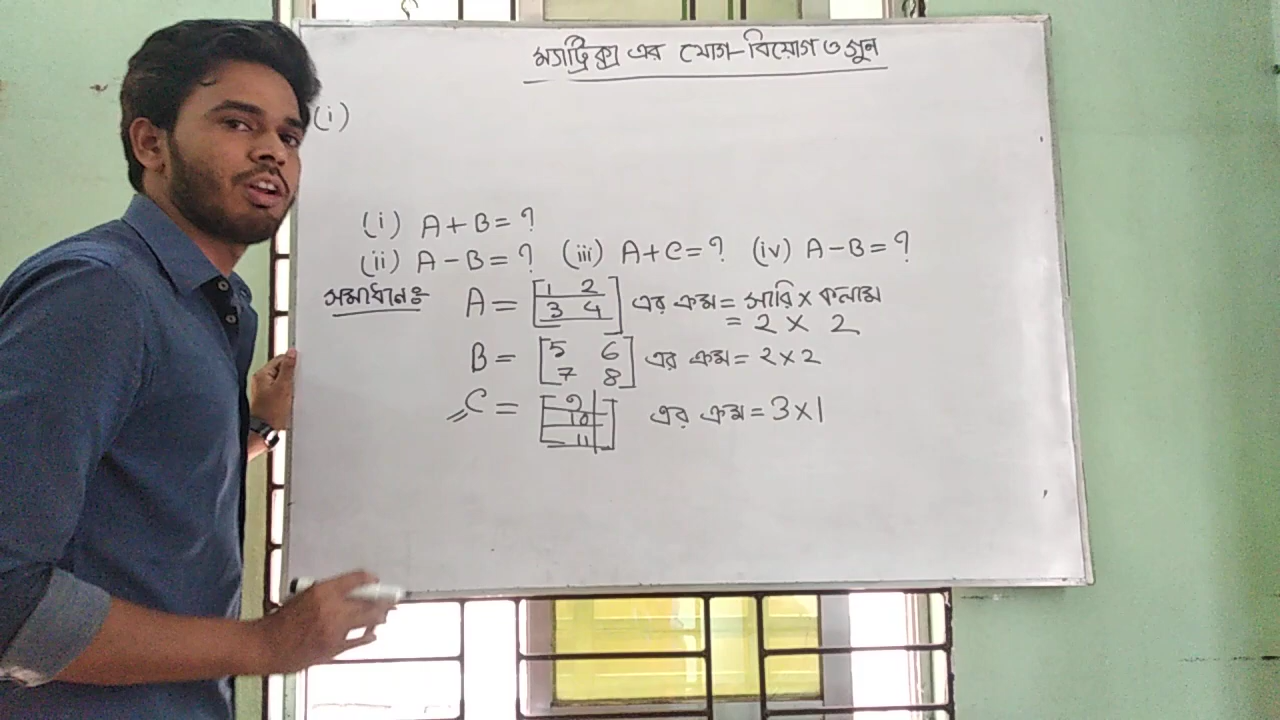 ম্যাট্রিক্স এর যোগ-বিয়োগ ও গুন
(i)
(i) A + B = ?
(ii) A - B = ? (iii) A + C = ? (iv) A - B = ?
সমাধানঃ A = [1 2 এর ক্রম = সারি × কলাম
3 4] = 2 × 2
B = [5 6 এর ক্রম = 2 × 2
7 8]
C = [9
10 এর ক্রম = 3 × 1
11]